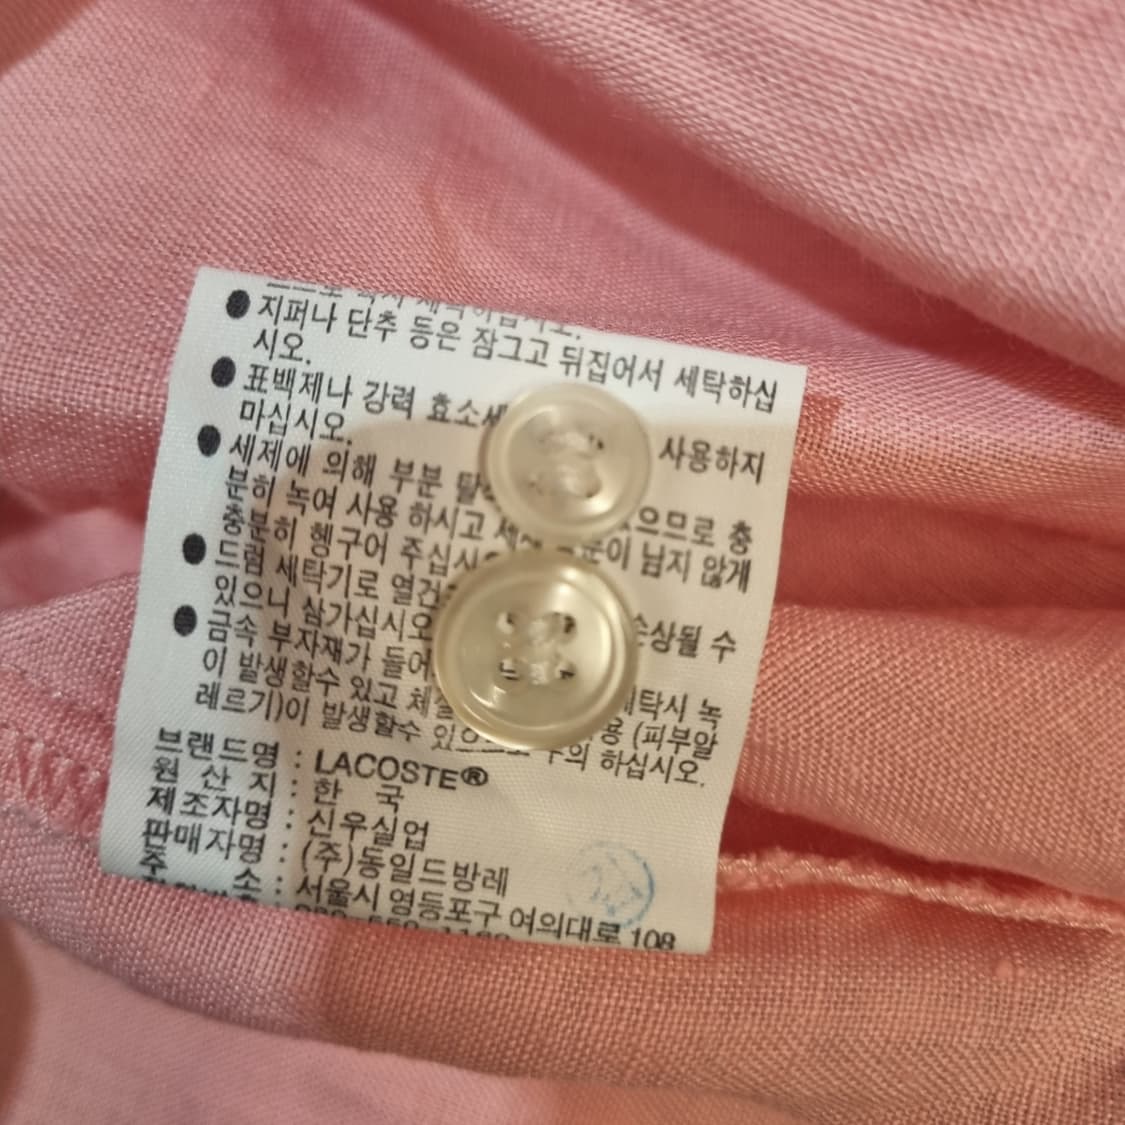 ● 지퍼나 단추 등은 잠그고 뒤집어서 세탁하십
시오.
● 표백제나 강력 효소세 사용하지
마십시오.
● 세제에 의해 부분 탈 으므로 충
분히 녹여 사용 하시고 이 남지 않게
충분히 헹구어 주십시오
● 드럼 세탁기로 열건 손상될 수
있으니 삼가십시오
● 금속 부자재가 들어 세탁시 녹
이 발생할수 있고 체 용 (피부알
레르기)이 발생할수 있으므로 주의 하십시오.
브랜드명 : LACOSTE®
원 산 지 : 한 국
제조자명 : 신우실업
판매자명 : (주)동일드방레
주 소 : 서울시 영등포구 여의대로 108